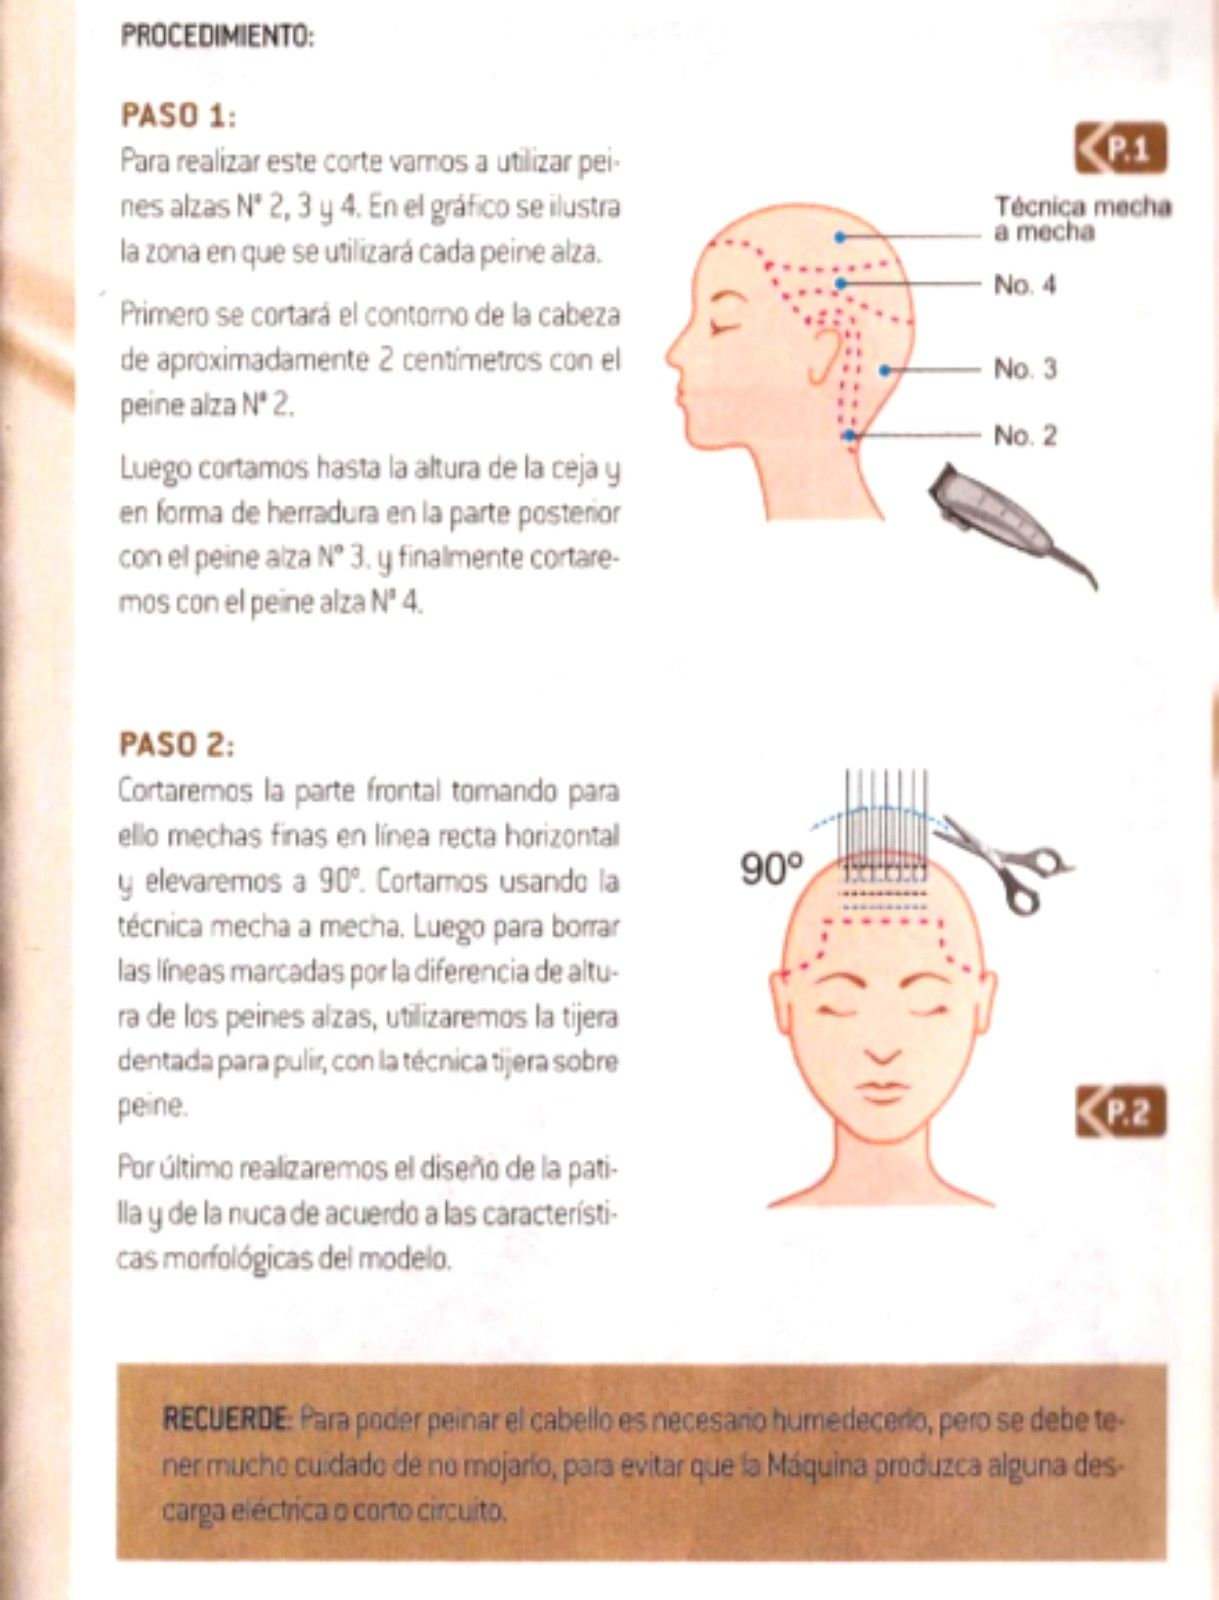 PROCEDIMIENTO:
PASO 1:
Para realizar este corte vamos a utilizar pei-
nes alzas N° 2, 3 y 4. En el gráfico se ilustra
la zona en que se utilizará cada peine alza.
Primero se cortará el contorno de la cabeza
de aproximadamente 2 centímetros con el
peine alza N° 2.
Luego cortamos hasta la altura de la ceja y
en forma de herradura en la parte posterior
con el peine alza N° 3. y finalmente cortare-
mos con el peine alza N° 4.
P.1
Técnica mecha
a mecha
No. 4
No. 3
No. 2
PASO 2:
Cortaremos la parte frontal tomando para
ello mechas finas en línea recta horizontal
y elevaremos a 90°. Cortamos usando la
técnica mecha a mecha. Luego para borrar
las líneas marcadas por la diferencia de altu-
ra de los peines alzas, utilizaremos la tijera
dentada para pulir, con la técnica tijera sobre
peine.
Por último realizaremos el diseño de la pati-
lla y de la nuca de acuerdo a las característi-
cas morfológicas del modelo.
90º
P.2
RECUERDE: Para poder peinar el cabello es necesario humedecerlo, pero se debe te-
ner mucho cuidado de no mojarlo, para evitar que la Máquina produzca alguna des-
carga eléctrica o corto circuito.